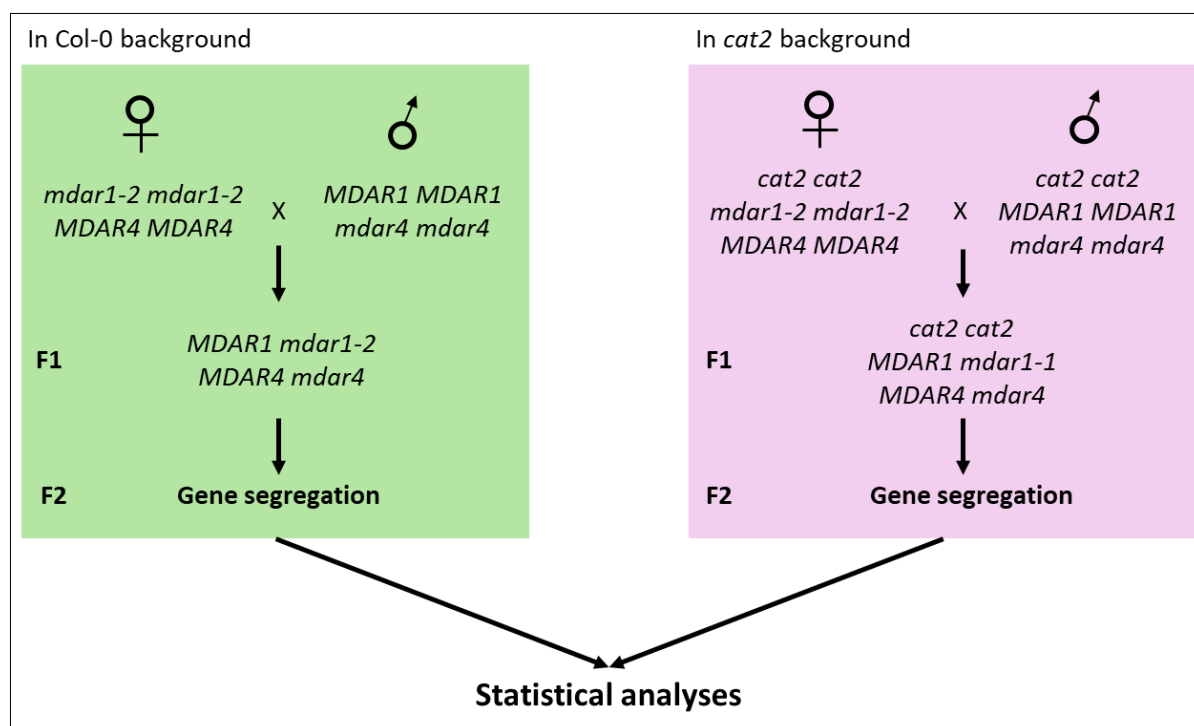 In Col-0 background
mdar1-2 mdar1-2
MDAR4 MDAR4
X
MDAR1 MDAR1
mdar4 mdar4
F1
MDAR1 mdar1-2
MDAR4 mdar4
F2
Gene segregation
In cat2 background
cat2 cat2
mdar1-2 mdar1-2
MDAR4 MDAR4
X
cat2 cat2
MDAR1 MDAR1
mdar4 mdar4
F1
cat2 cat2
MDAR1 mdar1-1
MDAR4 mdar4
F2
Gene segregation
Statistical analyses